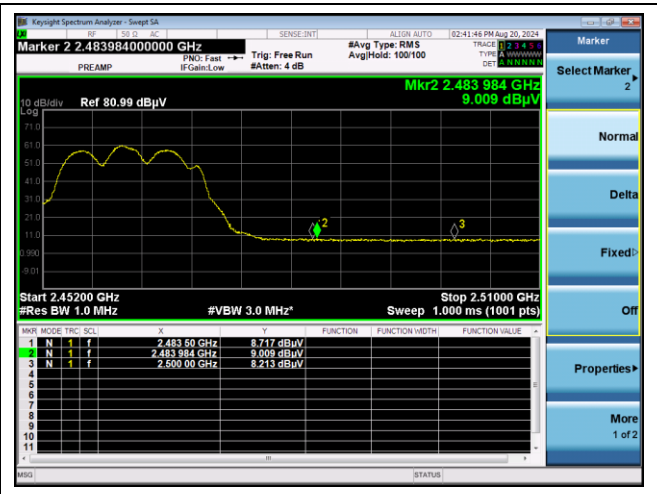 Keysight Spectrum Analyzer - Swept SA
RF 50 Ω AC SENSE:INT ALIGN AUTO 02:41:46 PM Aug 20, 2024
Marker 2 2.483984000000 GHz
PREAMP
PNO: Fast
IFGain:Low
Trig: Free Run
#Atten: 4 dB
#Avg Type: RMS
Avg|Hold: 100/100
TRACE 1 2 3 4 5 6
TYPE A WWWWW
DET A N N N N N
Mkr2 2.483 984 GHz
9.009 dBµV
10 dB/div Ref 80.99 dBµV
Log
71.0
61.0
51.0
41.0
31.0
21.0
11.0
0.990
-9.01
2
3
Start 2.45200 GHz Stop 2.51000 GHz
#Res BW 1.0 MHz #VBW 3.0 MHz* Sweep 1.000 ms (1001 pts)
MKR MODE TRC SCL X Y FUNCTION FUNCTION WIDTH FUNCTION VALUE
1 N 1 f 2.483 50 GHz 8.717 dBµV
2 N 1 f 2.483 984 GHz 9.009 dBµV
3 N 1 f 2.500 00 GHz 8.213 dBµV
4
5
6
7
8
9
10
11
MSG STATUS
Marker
Select Marker
2
Normal
Delta
Fixed
Off
Properties
More
1 of 2